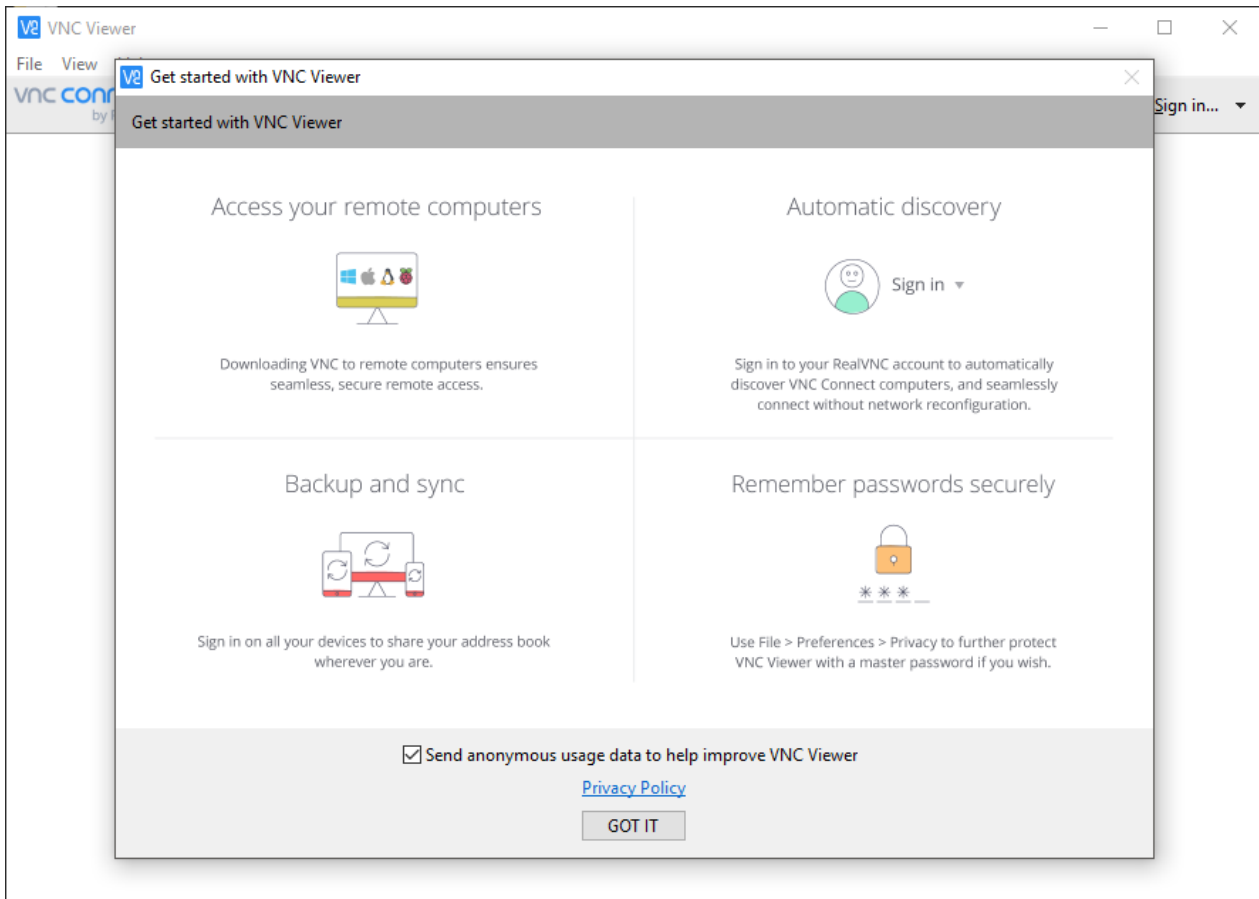 VNC Viewer
File View
Get started with VNC Viewer
vnc
by
Sign in...
Get started with VNC Viewer
Access your remote computers
Downloading VNC to remote computers ensures
seamless, secure remote access.
Automatic discovery
Sign in
Sign in to your RealVNC account to automatically
discover VNC Connect computers, and seamlessly
connect without network reconfiguration.
Backup and sync
Sign in on all your devices to share your address book
wherever you are.
Remember passwords securely
***_
Use File > Preferences > Privacy to further protect
VNC Viewer with a master password if you wish.
Send anonymous usage data to help improve VNC Viewer
Privacy Policy
GOT IT